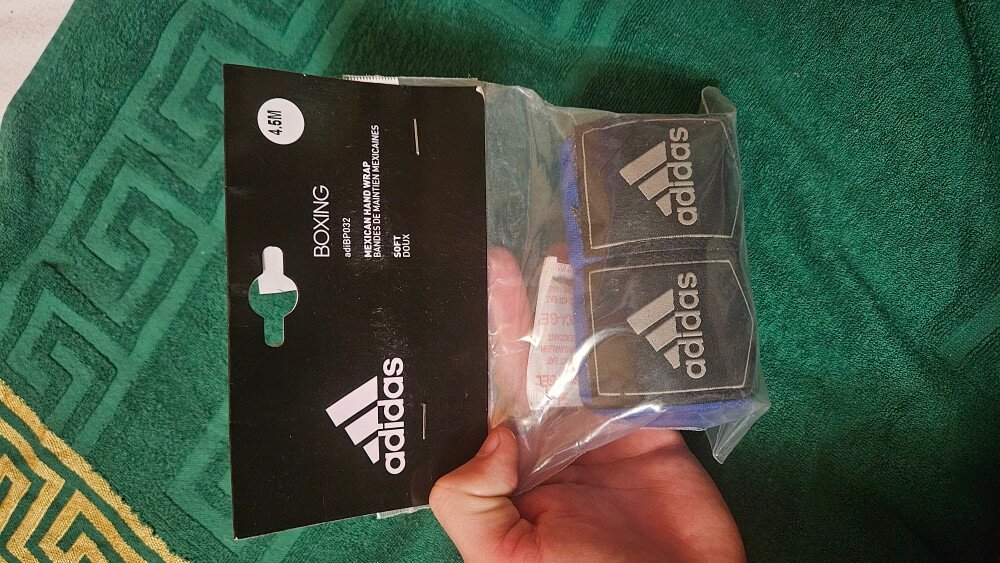 4.5M
BOXING
adiBP032
MEXICAN HAND WRAP
BANDES DE MAINTIEN MEXICAINES
SOFT
DOUX
adidas
adidas
adidas